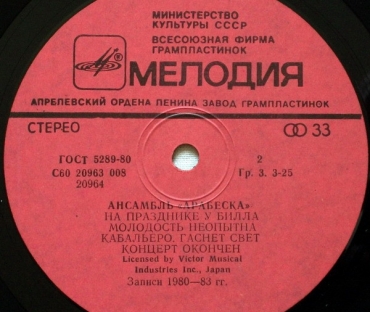 МИНИСТЕРСТВО
КУЛЬТУРЫ СССР
ВСЕСОЮЗНАЯ ФИРМА
ГРАМПЛАСТИНОК
МЕЛОДИЯ
АПРЕЛЕВСКИЙ ОРДЕНА ЛЕНИНА ЗАВОД ГРАМПЛАСТИНОК
СТЕРЕО
33
ГОСТ 5289-80
2
С60 20963 008
Гр. 3. 3-25
20964
АНСАМБЛЬ «АРАБЕСКА»
НА ПРАЗДНИКЕ У БИЛЛА
МОЛОДОСТЬ НЕОПЫТНА
КАБАЛЬЕРО, ГАСНЕТ СВЕТ
КОНЦЕРТ ОКОНЧЕН
Licensed by Victor Musical
Industries Inc., Japan
Записи 1980—83 гг.